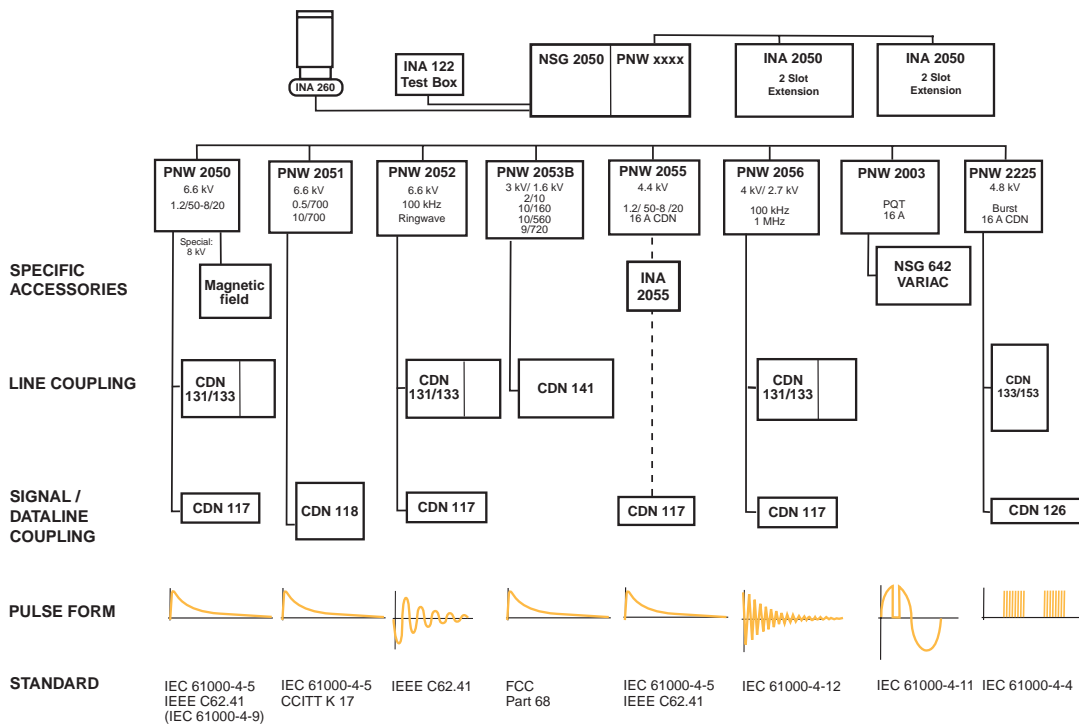 INA 260
INA 122
Test Box
NSG 2050
PNW xxxx
INA 2050
2 Slot
Extension
INA 2050
2 Slot
Extension
PNW 2050
6.6 kV
1.2/50-8/20
PNW 2051
6.6 kV
0.5/700
10/700
PNW 2052
6.6 kV
100 kHz
Ringwave
PNW 2053B
3 kV/ 1.6 kV
2/10
10/160
10/560
9/720
PNW 2055
4.4 kV
1.2/ 50-8 /20
16 A CDN
PNW 2056
4 kV/ 2.7 kV
100 kHz
1 MHz
PNW 2003
PQT
16 A
PNW 2225
4.8 kV
Burst
16 A CDN
SPECIFIC
ACCESSORIES
Special:
8 kV
Magnetic
field
INA
2055
NSG 642
VARIAC
LINE COUPLING
CDN
131/133
CDN
131/133
CDN 141
CDN
131/133
CDN
133/153
SIGNAL /
DATALINE
COUPLING
CDN 117
CDN 118
CDN 117
CDN 117
CDN 117
CDN 126
PULSE FORM
STANDARD
IEC 61000-4-5
IEEE C62.41
(IEC 61000-4-9)
IEC 61000-4-5
CCITT K 17
IEEE C62.41
FCC
Part 68
IEC 61000-4-5
IEEE C62.41
IEC 61000-4-12
IEC 61000-4-11
IEC 61000-4-4